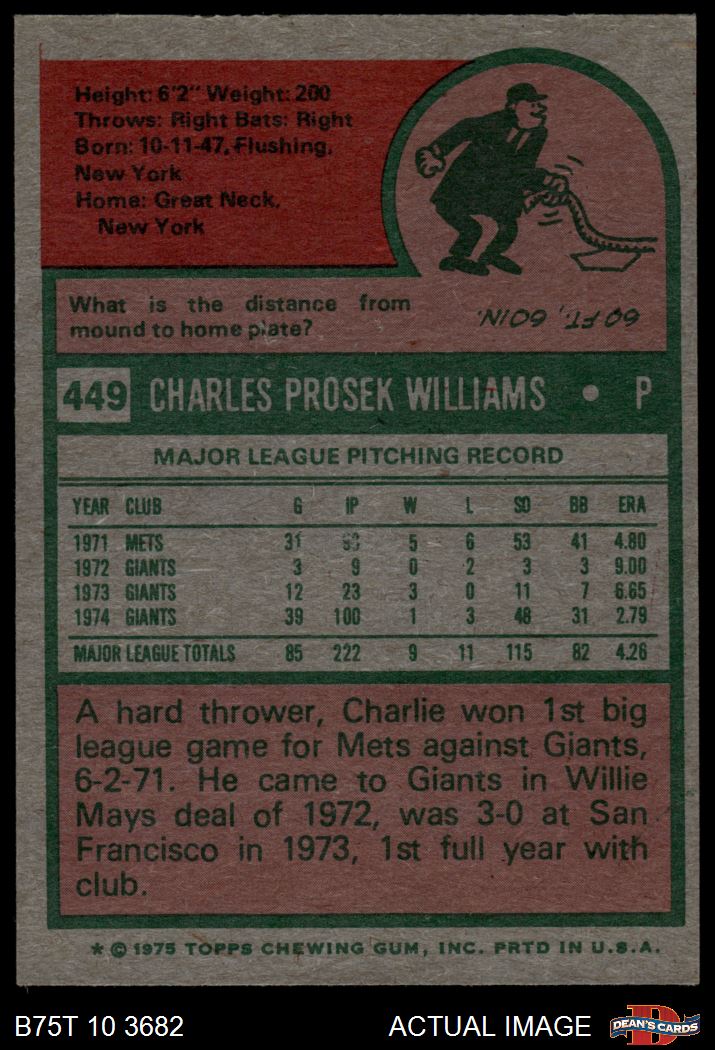 Height: 6'2" Weight: 200
Throws: Right Bats: Right
Born: 10-11-47, Flushing,
New York
Home: Great Neck,
New York
What is the distance from
mound to home plate?
60 FT., 60IN.
449 CHARLES PROSEK WILLIAMS • P
MAJOR LEAGUE PITCHING RECORD
YEAR CLUB G IP W L SO BB ERA
1971 METS 31 5 6 53 41 4.80
1972 GIANTS 3 9 0 2 3 3 9.00
1973 GIANTS 12 23 3 0 11 7 6.65
1974 GIANTS 39 100 1 3 48 31 2.79
MAJOR LEAGUE TOTALS 85 222 9 11 115 82 4.26
A hard thrower, Charlie won 1st big
league game for Mets against Giants,
6-2-71. He came to Giants in Willie
Mays deal of 1972, was 3-0 at San
Francisco in 1973, 1st full year with
club.
* © 1975 TOPPS CHEWING GUM, INC. PRTD IN U.S.A.
B75T 10 3682 ACTUAL IMAGE D DEAN'S CARDS